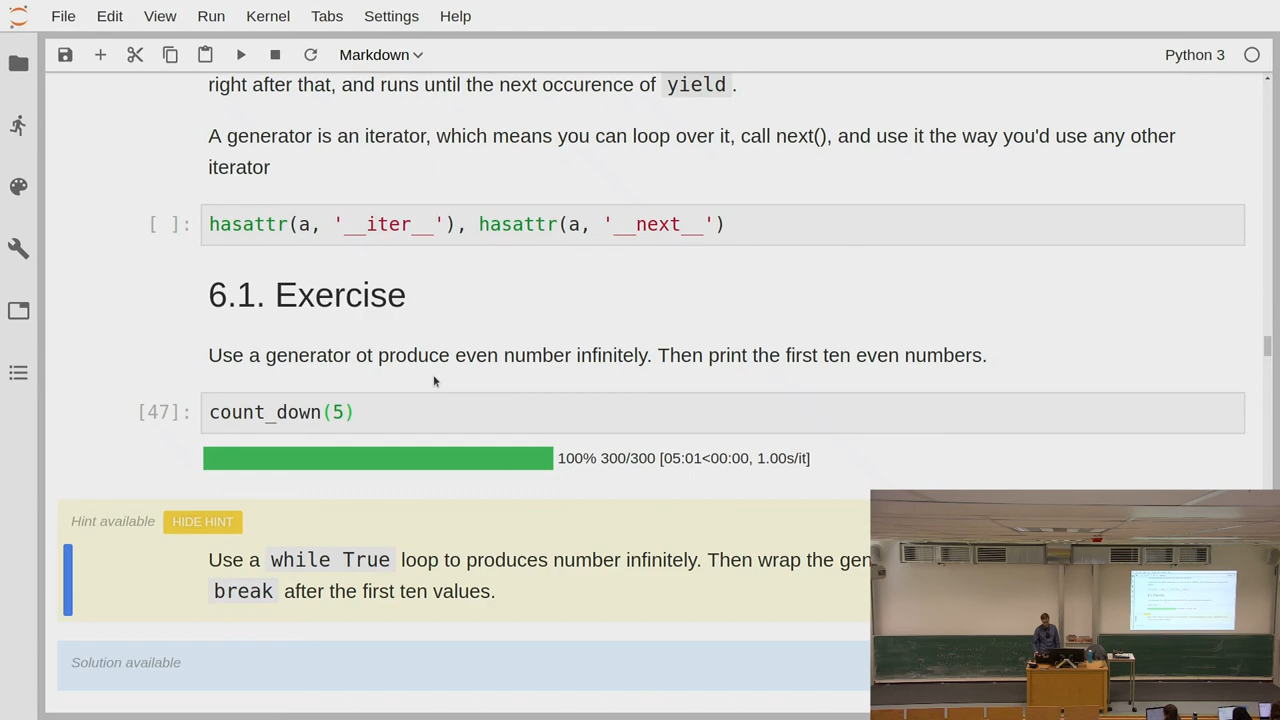 File Edit View Run Kernel Tabs Settings Help
Markdown
Python 3
right after that, and runs until the next occurence of yield.
A generator is an iterator, which means you can loop over it, call next(), and use it the way you'd use any other
iterator
[ ]: hasattr(a, '__iter__'), hasattr(a, '__next__')
6.1. Exercise
Use a generator ot produce even number infinitely. Then print the first ten even numbers.
[47]: count_down(5)
100% 300/300 [05:01<00:00, 1.00s/it]
Hint available HIDE HINT
Use a while True loop to produces number infinitely. Then wrap the gen
break after the first ten values.
Solution available